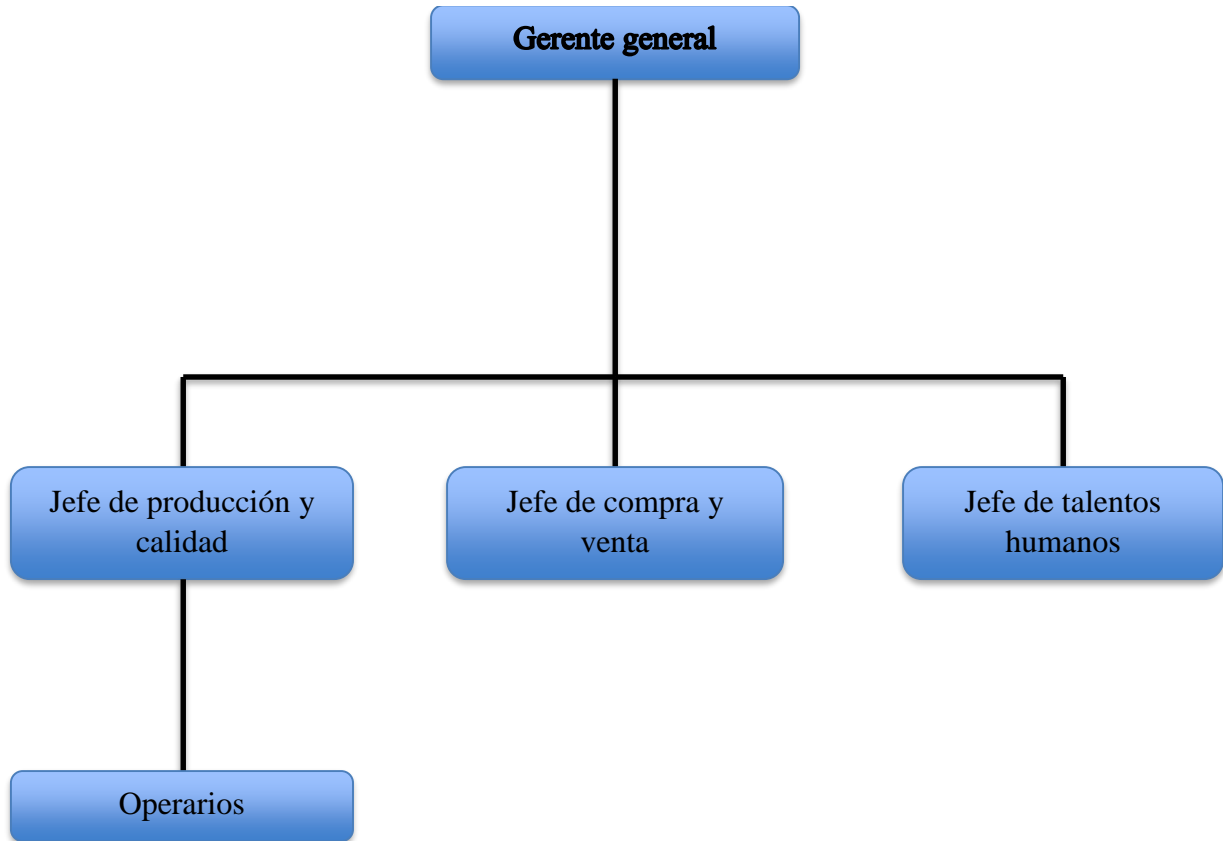 Gerente general
Jefe de producción y
calidad
Jefe de compra y
venta
Jefe de talentos
humanos
Operarios